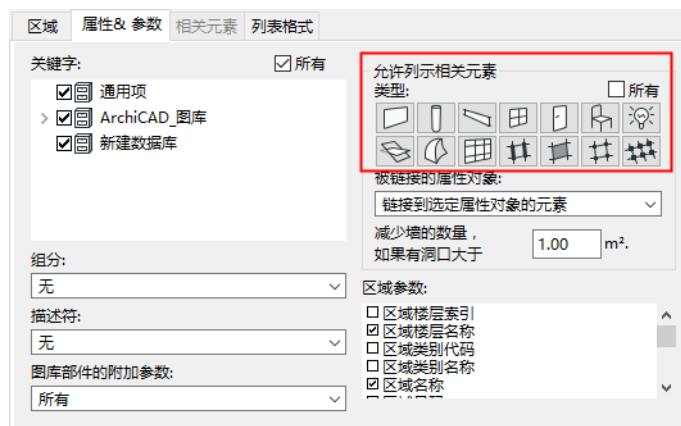 区域 属性& 参数 相关元素 列表格式
关键字: 所有
通用项
ArchiCAD_图库
新建数据库
组分:
无
描述符:
无
图库部件的附加参数:
所有
允许列示相关元素
类型: 所有
被链接的属性对象:
链接到选定属性对象的元素
减少墙的数量，
如果有洞口大于 1.00 m².
区域参数:
区域楼层索引
区域楼层名称
区域类别代码
区域类别名称
区域名称